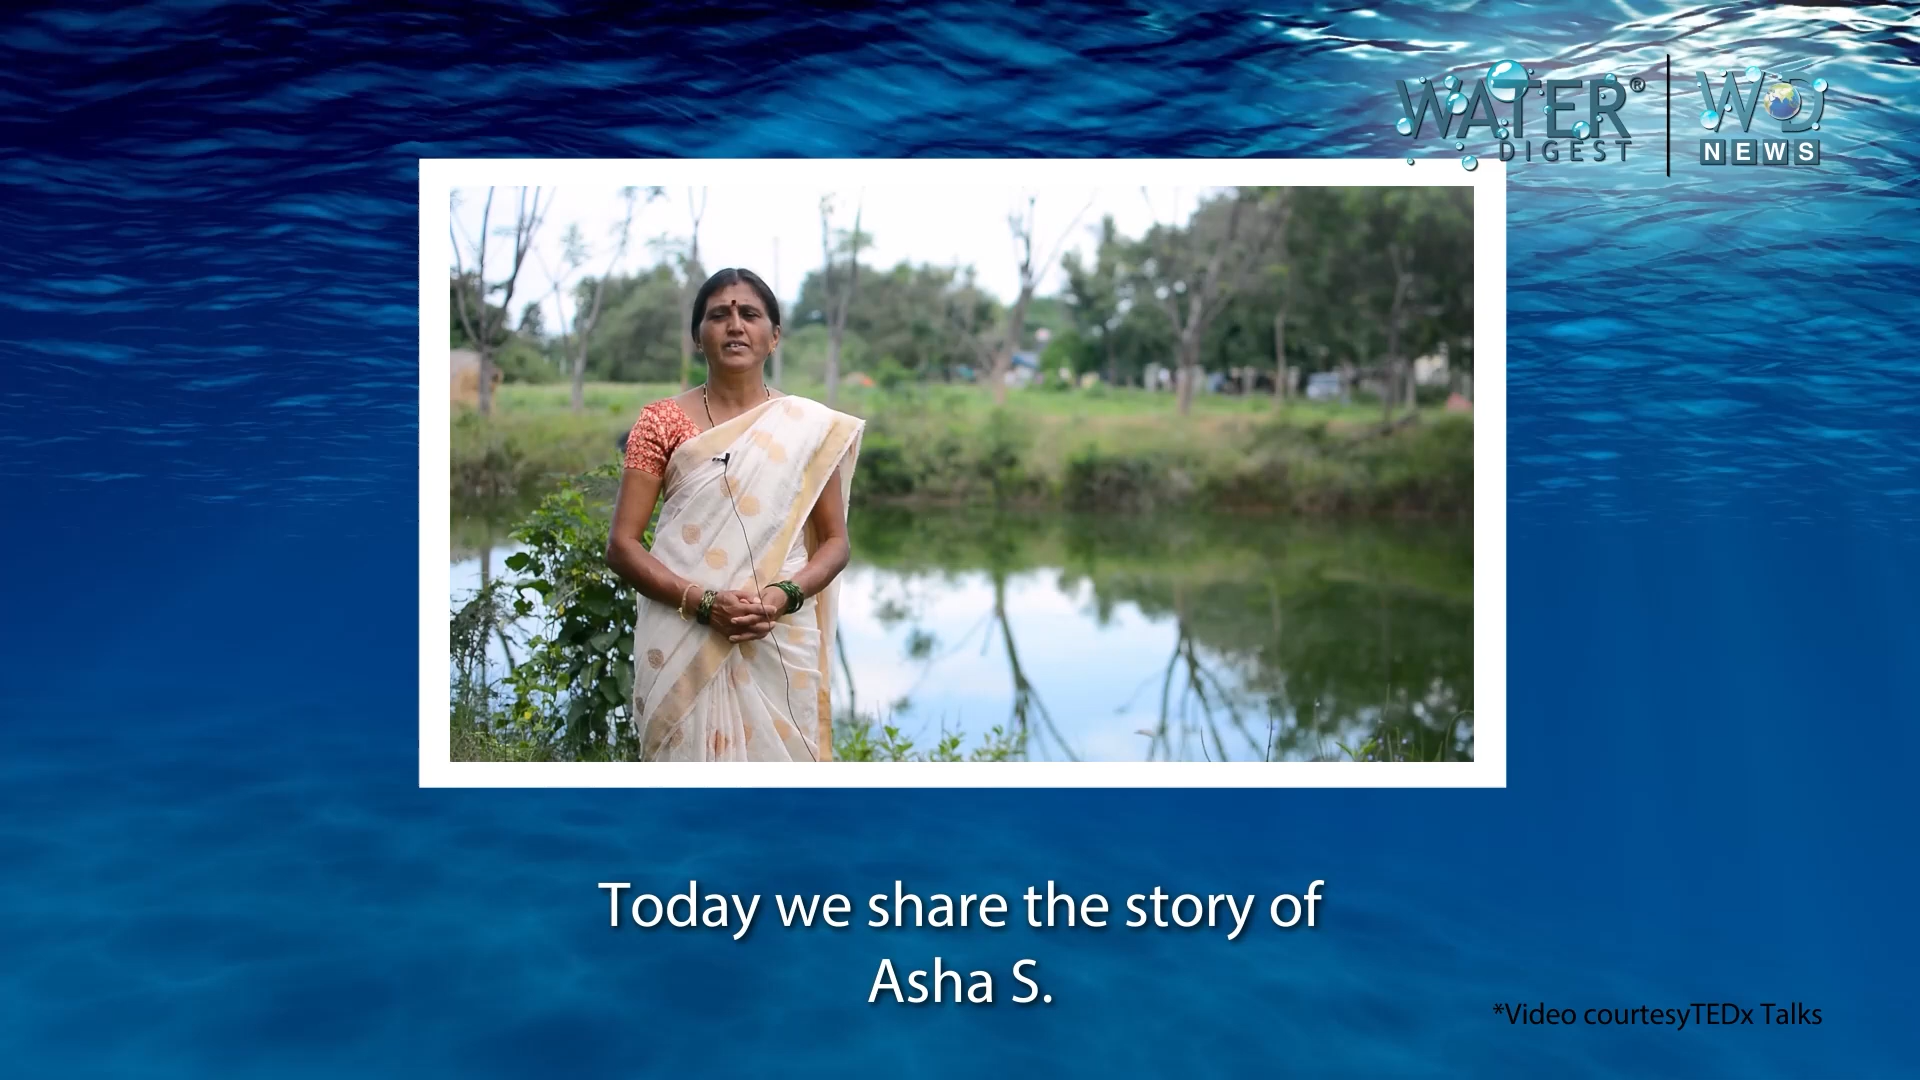 WATER®
DIGEST
WD
NEWS
Today we share the story of
Asha S.
*Video courtesyTEDx Talks